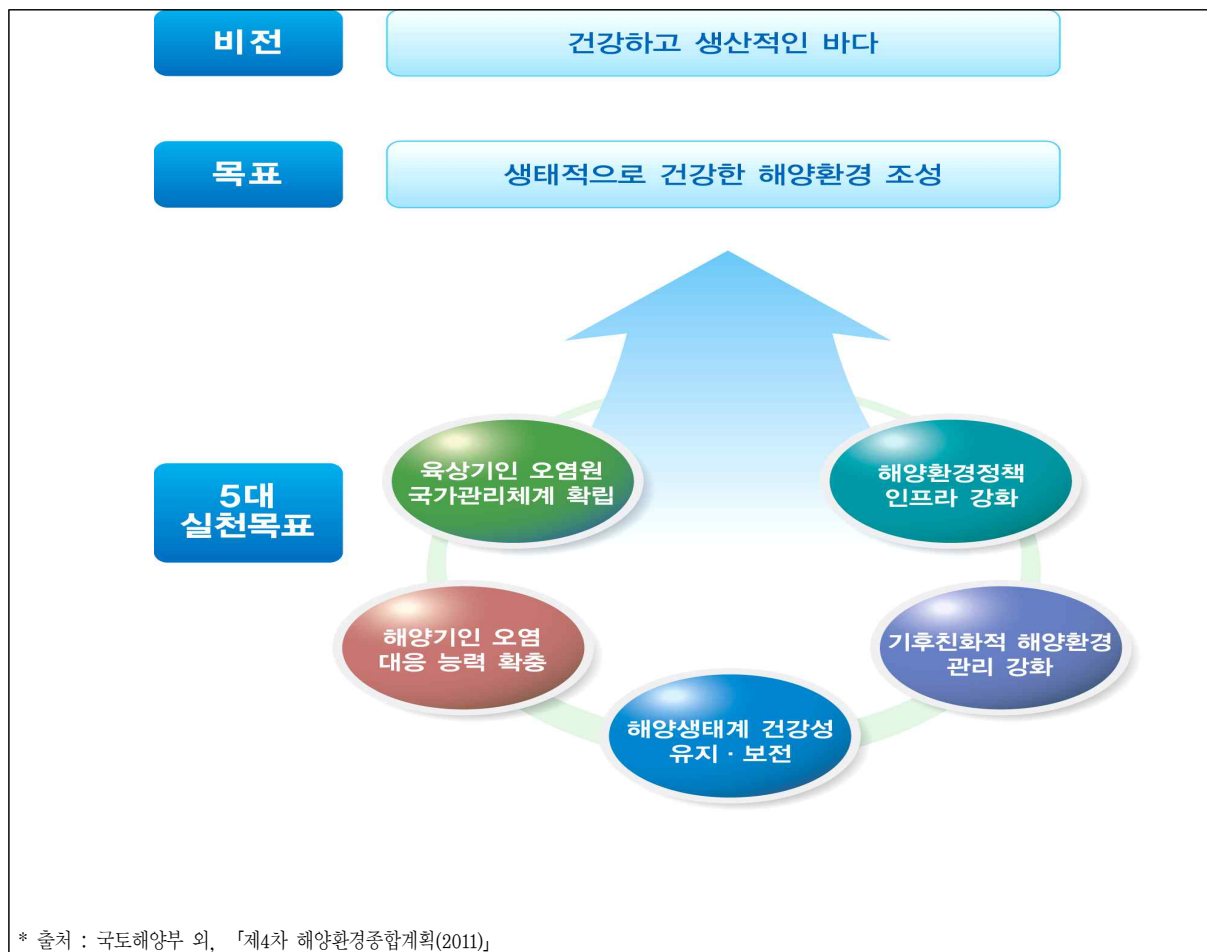 비전
건강하고 생산적인 바다
목표
생태적으로 건강한 해양환경 조성
5대
실천목표
육상기인 오염원
국가관리체계 확립
해양환경정책
인프라 강화
해양기인 오염
대응 능력 확충
기후친화적 해양환경
관리 강화
해양생태계 건강성
유지 · 보전
* 출처 : 국토해양부 외, 「제4차 해양환경종합계획(2011)」